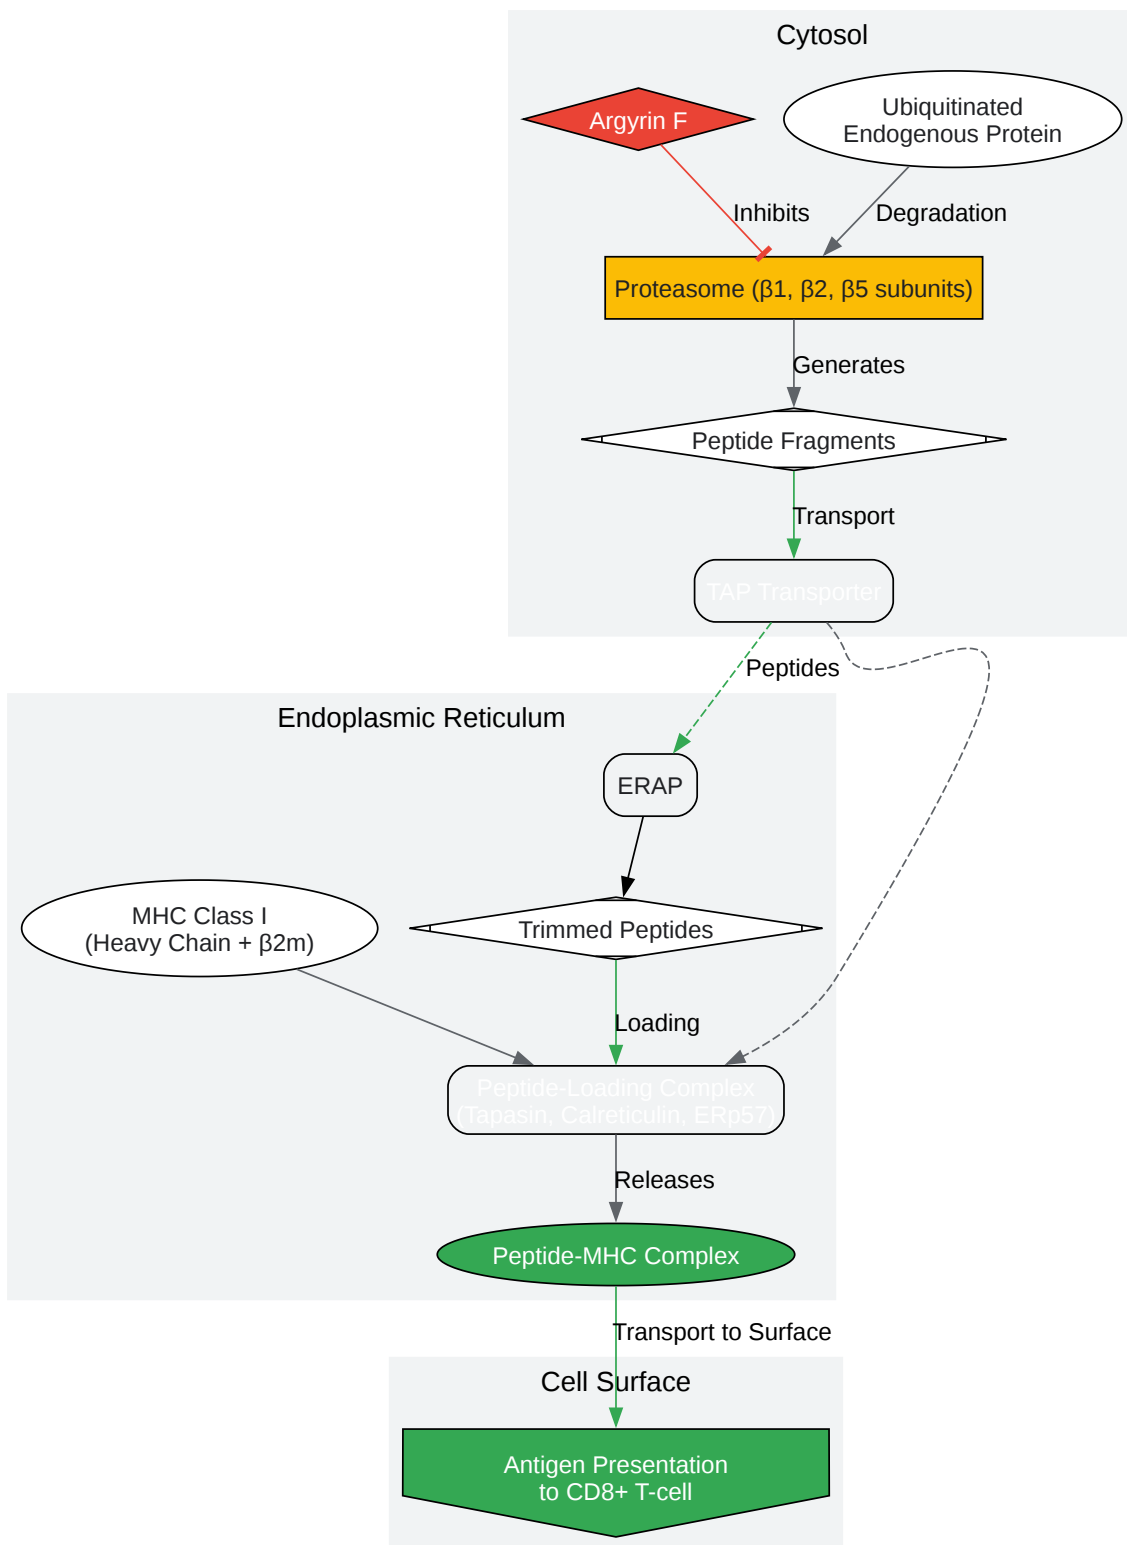 Cytosol
Argyrin F
Ubiquitinated
Endogenous Protein
Inhibits
Degradation
Proteasome (β1, β2, β5 subunits)
Generates
Peptide Fragments
Transport
TAP Transporter
Peptides
Endoplasmic Reticulum
ERAP
MHC Class I
(Heavy Chain + β2m)
Trimmed Peptides
Loading
Peptide-Loading Complex
(Tapasin, Calreticulin, ERp57)
Releases
Peptide-MHC Complex
Transport to Surface
Cell Surface
Antigen Presentation
to CD8+ T-cell